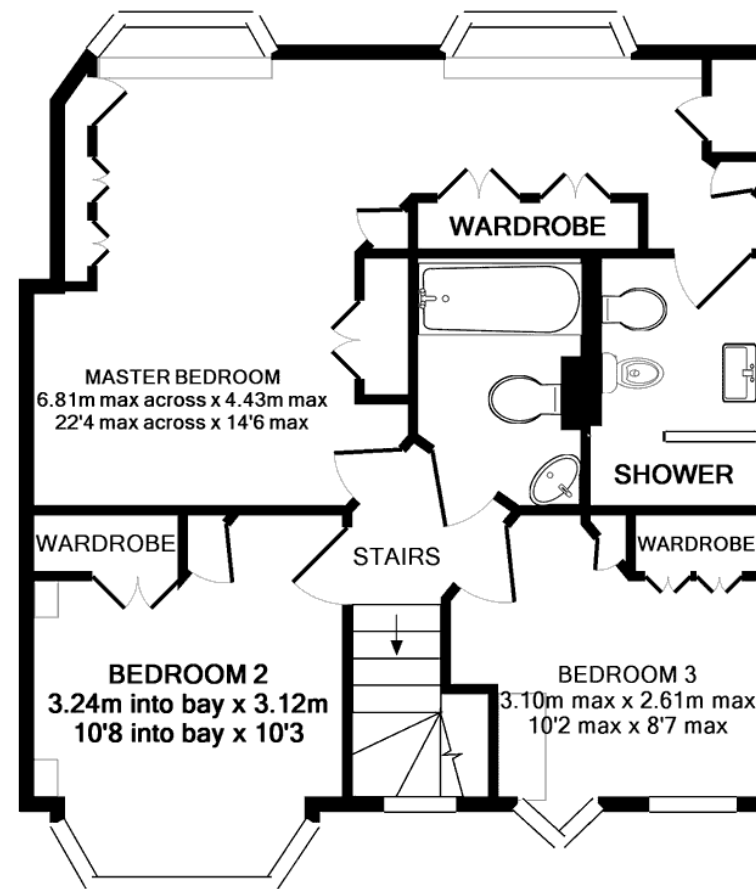 WARDROBE
MASTER BEDROOM
6.81m max across x 4.43m max
22'4 max across x 14'6 max
SHOWER
WARDROBE
STAIRS
WARDROBE
BEDROOM 2
3.24m into bay x 3.12m
10'8 into bay x 10'3
BEDROOM 3
3.10m max x 2.61m max
10'2 max x 8'7 max